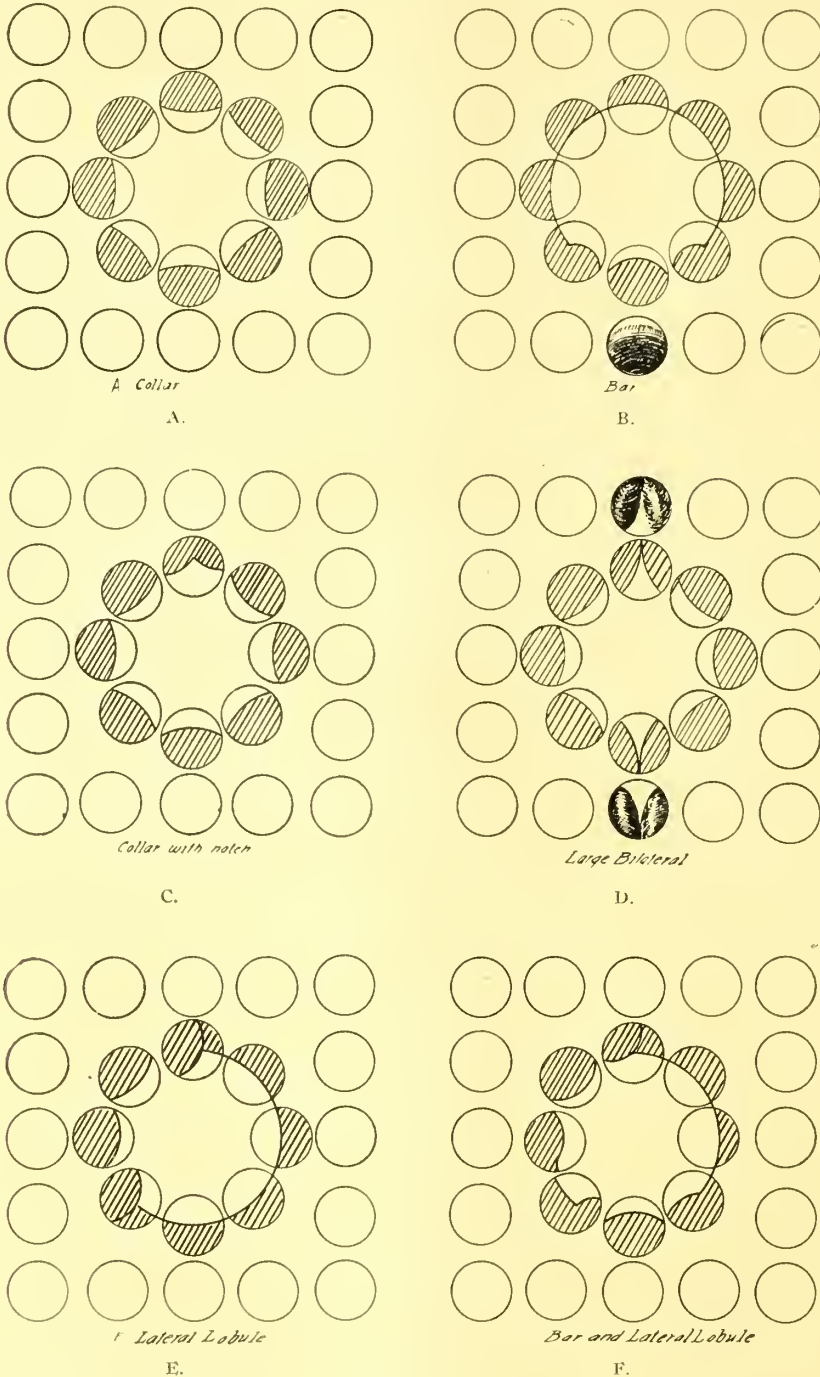 A Collar
Bar
A.
B.
Collar with notch
Large Bilateral
C.
D.
Lateral Lobule
Bar and Lateral Lobule
E.
F.